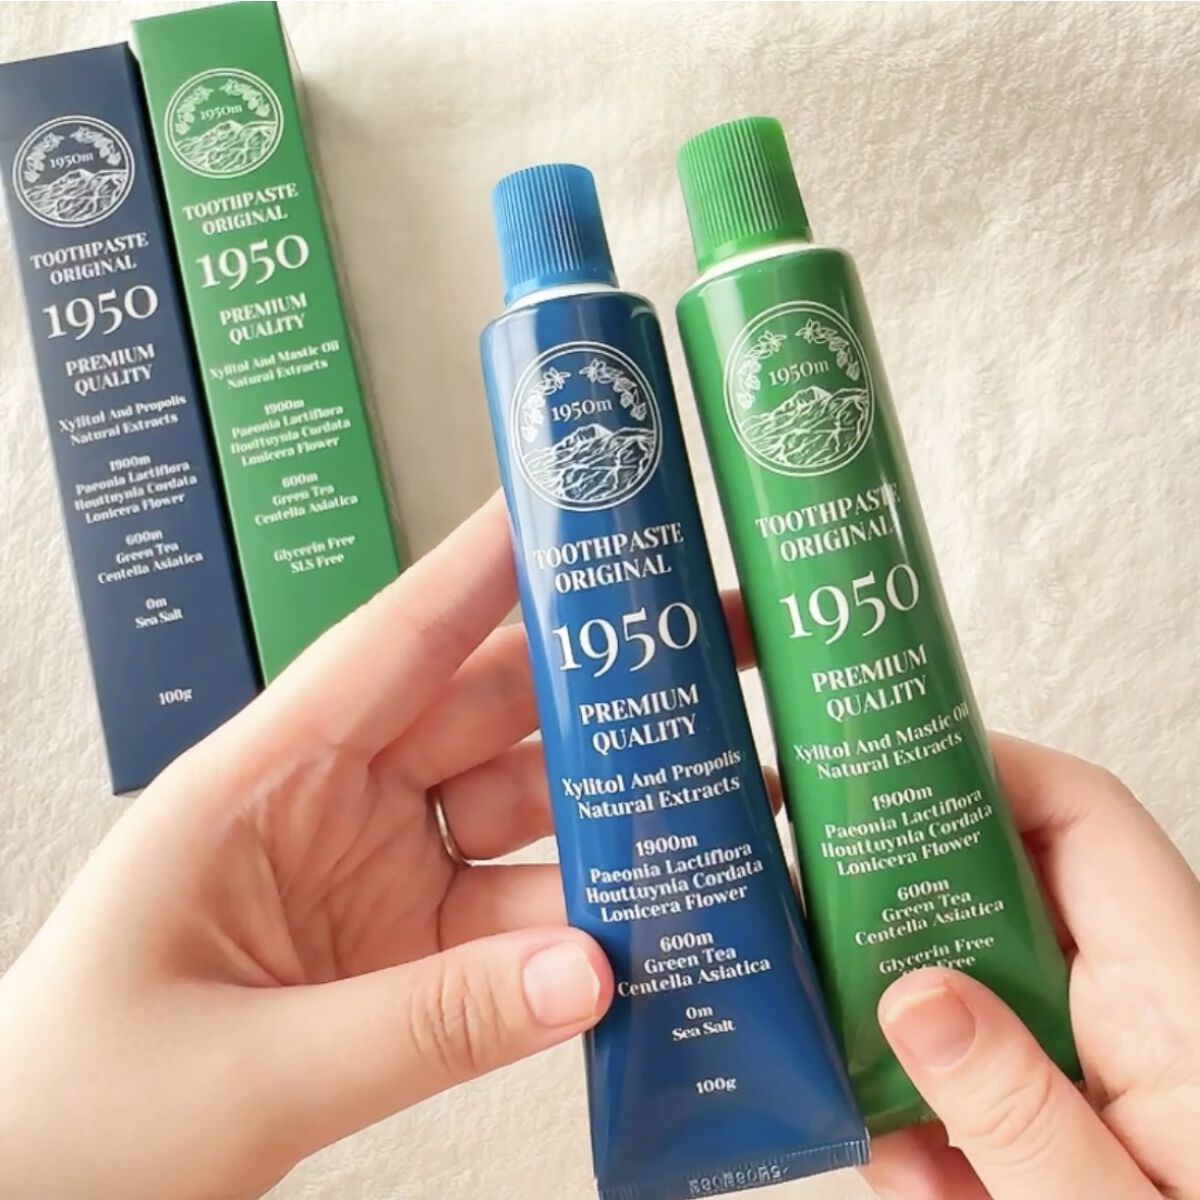 1950m
TOOTHPASTE
ORIGINAL
1950
PREMIUM
QUALITY
Xylitol And Propolis
Natural Extracts
1900m
Paeonia Lactiflora
Houttuynia Cordata
Lonicera Flower
600m
Green Tea
Centella Asiatica
0m
Sea Salt
100g
1950m
TOOTHPASTE
ORIGINAL
1950
PREMIUM
QUALITY
Xylitol And Mastic Oil
Natural Extracts
1900m
Paeonia Lactiflora
Houttuynia Cordata
Lonicera Flower
600m
Green Tea
Centella Asiatica
Glycerin Free
SLS Free
1950m
TOOTHPASTE
ORIGINAL
1950
PREMIUM
QUALITY
Xylitol And Propolis
Natural Extracts
1900m
Paeonia Lactiflora
Houttuynia Cordata
Lonicera Flower
600m
Green Tea
Centella Asiatica
0m
Sea Salt
100g
1950m
TOOTHPASTE
ORIGINAL
1950
PREMIUM
QUALITY
Xylitol And Mastic Oil
Natural Extracts
1900m
Paeonia Lactiflora
Houttuynia Cordata
Lonicera Flower
600m
Green Tea
Centella Asiatica
Glycerin Free
Free